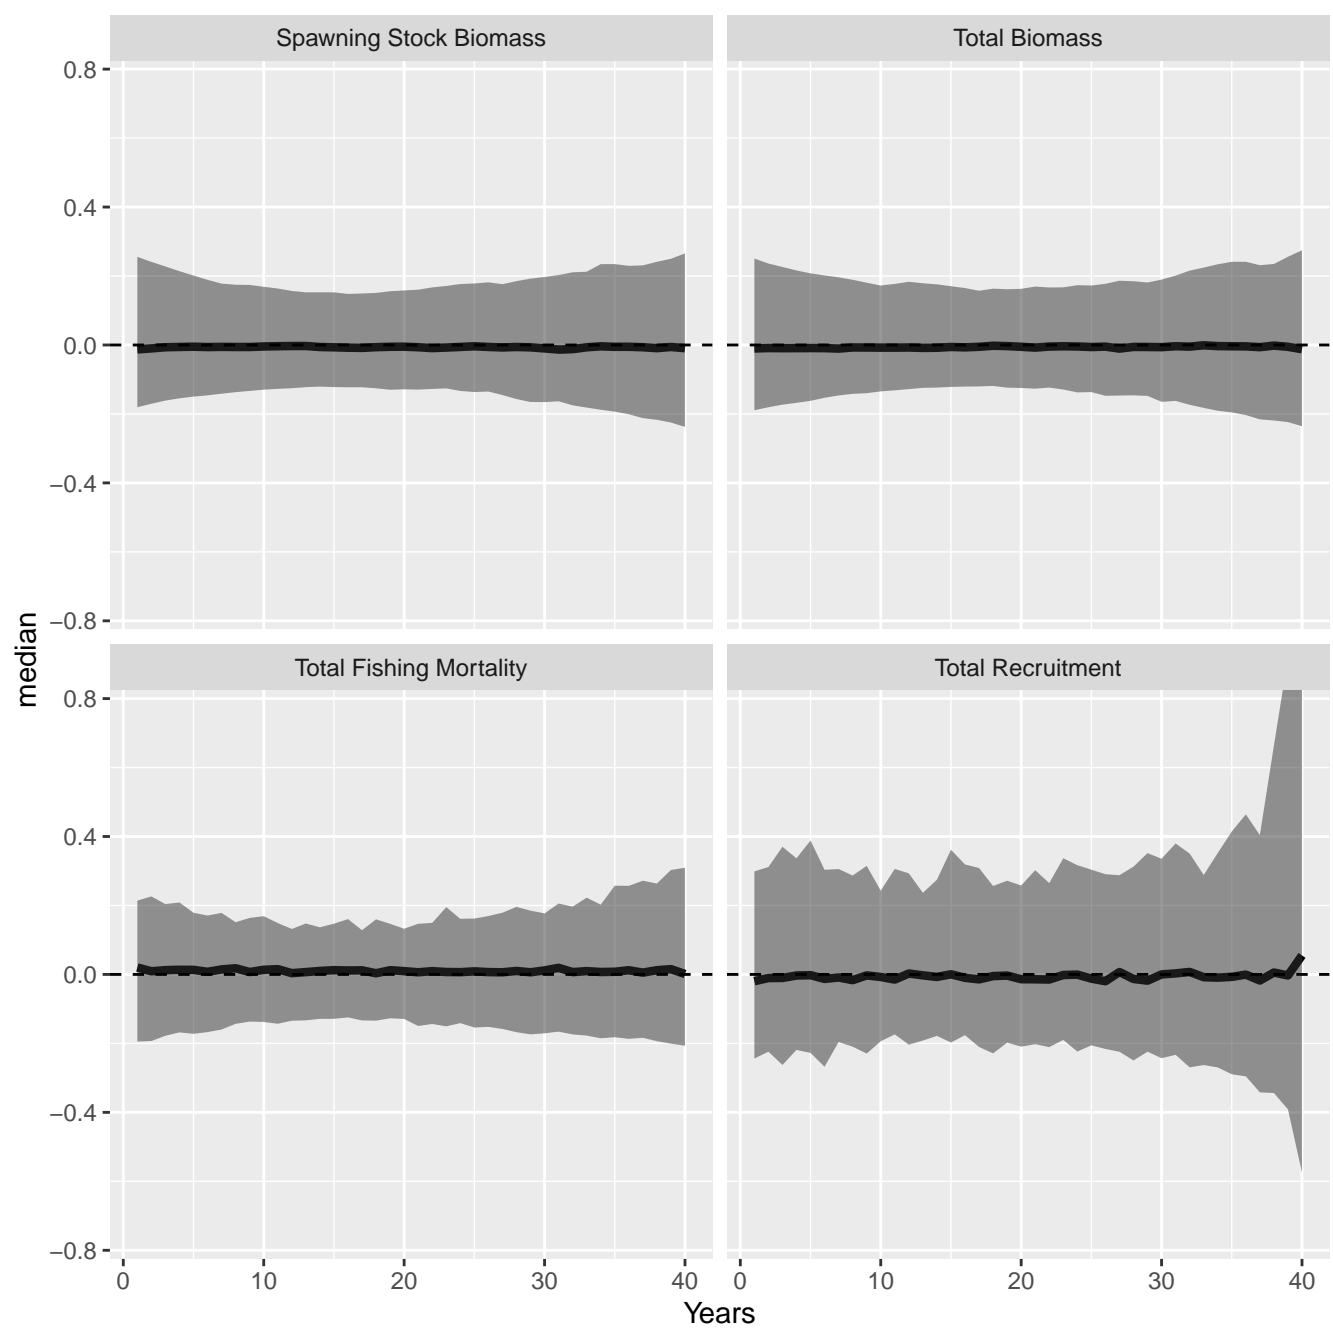 Spawning Stock Biomass
Total Biomass
0.8
0.4
0.0
−0.4
−0.8
median
Total Fishing Mortality
Total Recruitment
0.8
0.4
0.0
−0.4
−0.8
0 10 20 30 40
0 10 20 30 40
Years